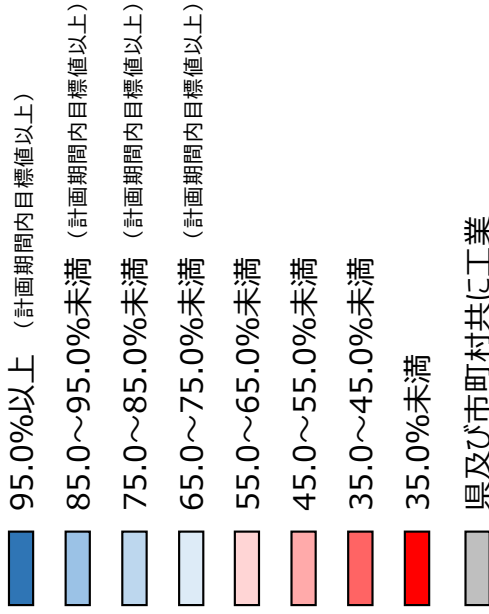 95.0%以上（計画期間内目標値以上）
85.0～95.0%未満（計画期間内目標値以上）
75.0～85.0%未満（計画期間内目標値以上）
65.0～75.0%未満（計画期間内目標値以上）
55.0～65.0%未満
45.0～55.0%未満
35.0～45.0%未満
35.0%未満
県及び市町村共に工業